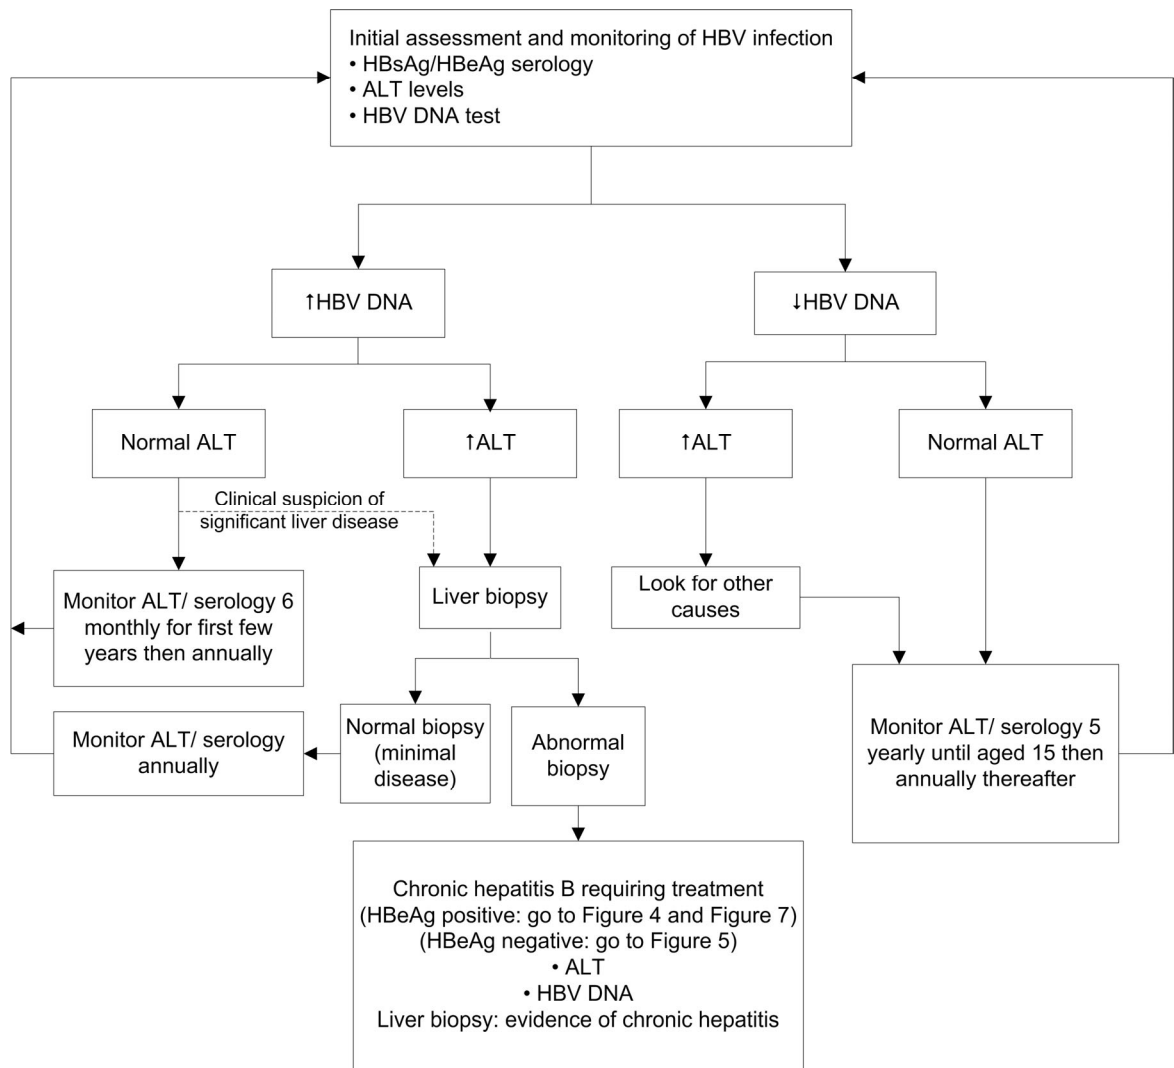 Initial assessment and monitoring of HBV infection
• HBsAg/HBeAg serology
• ALT levels
• HBV DNA test
↑HBV DNA
↓HBV DNA
Normal ALT
↑ALT
↑ALT
Normal ALT
Clinical suspicion of
significant liver disease
Monitor ALT/ serology 6
monthly for first few
years then annually
Liver biopsy
Look for other
causes
Monitor ALT/ serology
annually
Normal biopsy
(minimal
disease)
Abnormal
biopsy
Monitor ALT/ serology 5
yearly until aged 15 then
annually thereafter
Chronic hepatitis B requiring treatment
(HBeAg positive: go to Figure 4 and Figure 7)
(HBeAg negative: go to Figure 5)
• ALT
• HBV DNA
Liver biopsy: evidence of chronic hepatitis